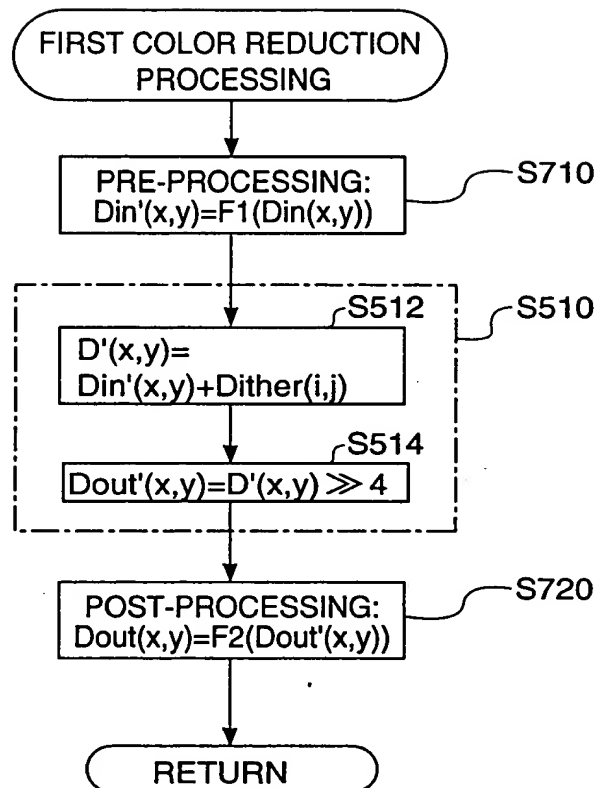 FIRST COLOR REDUCTION
PROCESSING
PRE-PROCESSING:
Din'(x,y)=F1(Din(x,y))
S710
S512
S510
D'(x,y)=
Din'(x,y)+Dither(i,j)
S514
Dout'(x,y)=D'(x,y)≫4
POST-PROCESSING:
Dout(x,y)=F2(Dout'(x,y))
S720
RETURN